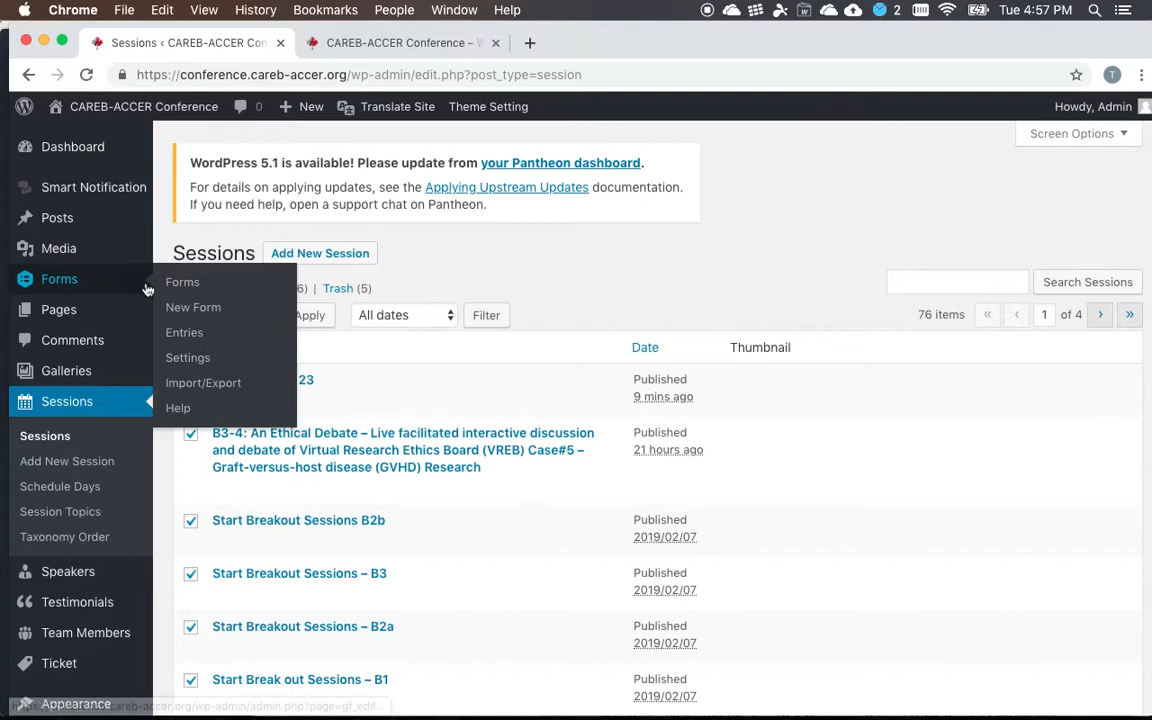 Chrome File Edit View History Bookmarks People Window Help 2 Tue 4:57 PM
Sessions ‹ CAREB-ACCER Con
CAREB-ACCER Conference – W
https://conference.careb-accer.org/wp-admin/edit.php?post_type=session
T
CAREB-ACCER Conference 0 New Translate Site Theme Setting Howdy, Admin
Screen Options
Dashboard
Smart Notification
Posts
Media
Forms
Pages
Comments
Galleries
Sessions
Sessions
Add New Session
Schedule Days
Session Topics
Taxonomy Order
Speakers
Testimonials
Team Members
Ticket
Appearance
Forms
New Form
Entries
Settings
Import/Export
Help
WordPress 5.1 is available! Please update from your Pantheon dashboard.
For details on applying updates, see the Applying Upstream Updates documentation.
If you need help, open a support chat on Pantheon.
Sessions Add New Session
6) | Trash (5)
Search Sessions
Apply All dates Filter
76 items « ‹ 1 of 4 › »
Date Thumbnail
23
Published
9 mins ago
B3-4: An Ethical Debate – Live facilitated interactive discussion
and debate of Virtual Research Ethics Board (VREB) Case#5 –
Graft-versus-host disease (GVHD) Research
Published
21 hours ago
Start Breakout Sessions B2b
Published
2019/02/07
Start Breakout Sessions – B3
Published
2019/02/07
Start Breakout Sessions – B2a
Published
2019/02/07
Start Break out Sessions – B1
Published
2019/02/07
careb-accer.org/wp-admin/admin.php?page=gf_edit...